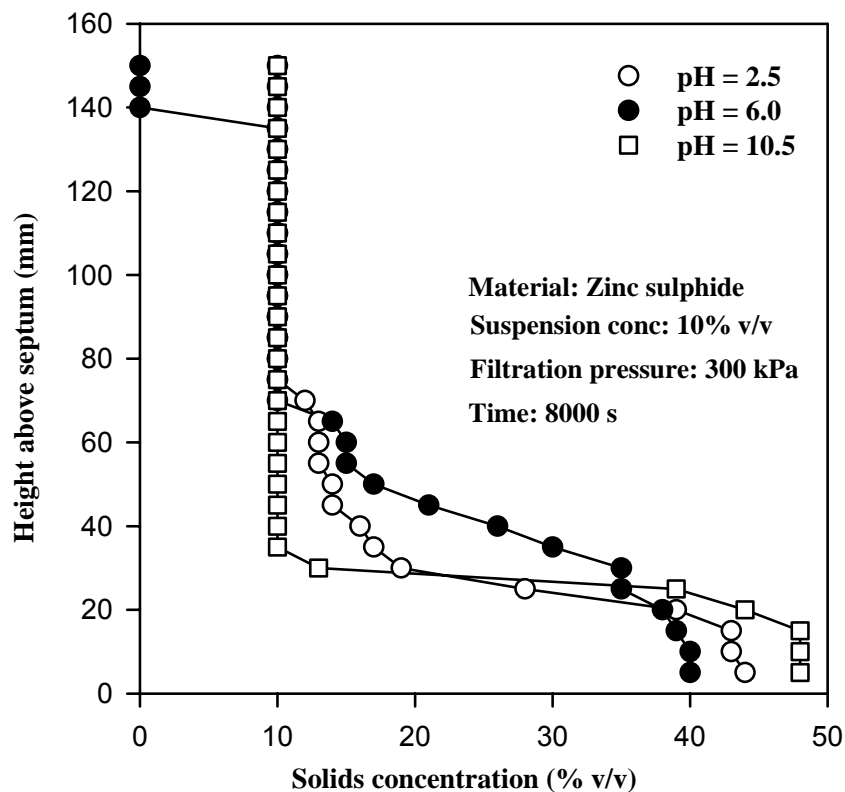 160
140
120
100
80
60
40
20
0
Height above septum (mm)
pH = 2.5
pH = 6.0
pH = 10.5
Material: Zinc sulphide
Suspension conc: 10% v/v
Filtration pressure: 300 kPa
Time: 8000 s
0 10 20 30 40 50
Solids concentration (% v/v)